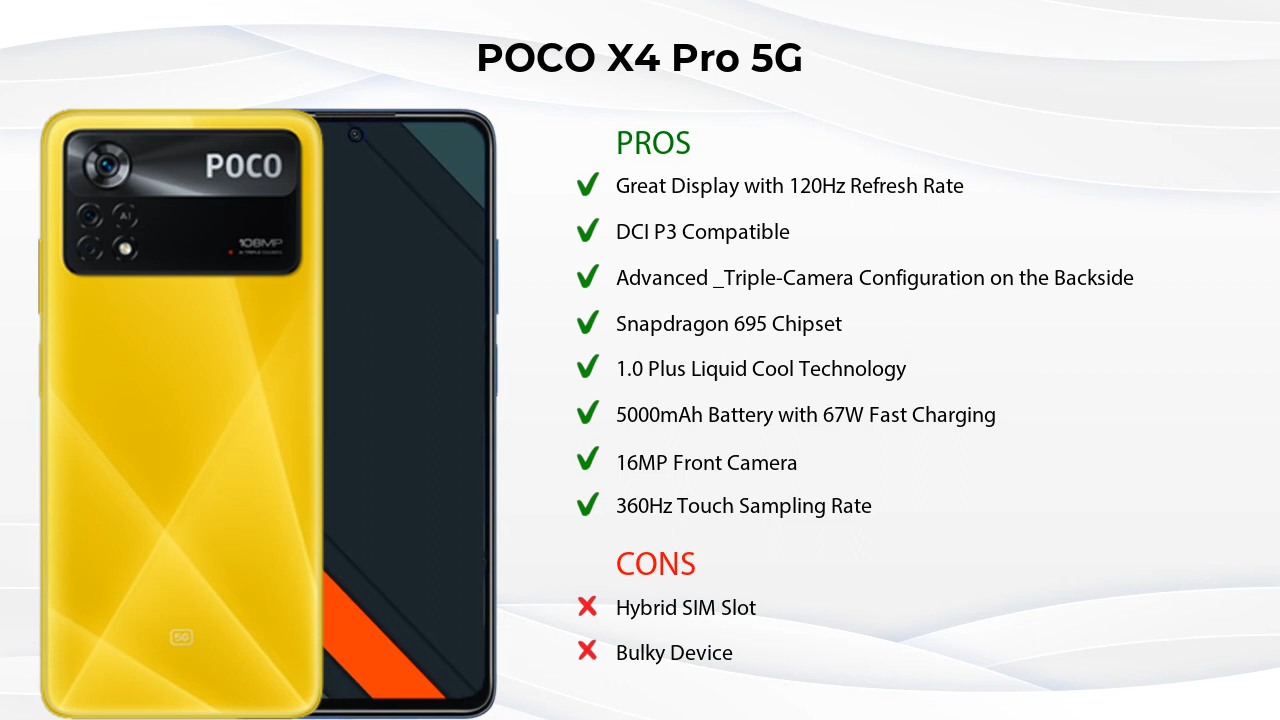 POCO X4 Pro 5G
POCO
AI
108MP
5G
PROS
Great Display with 120Hz Refresh Rate
DCI P3 Compatible
Advanced _Triple-Camera Configuration on the Backside
Snapdragon 695 Chipset
1.0 Plus Liquid Cool Technology
5000mAh Battery with 67W Fast Charging
16MP Front Camera
360Hz Touch Sampling Rate
CONS
Hybrid SIM Slot
Bulky Device